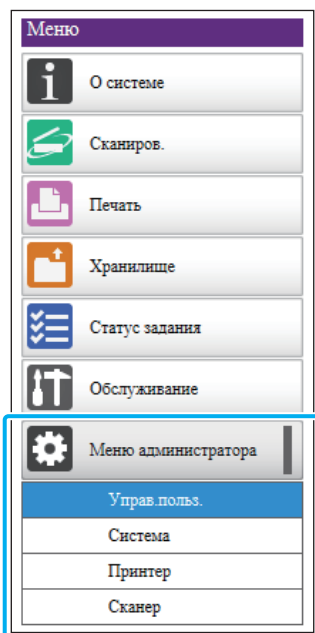 Меню
О системе
Сканиров.
Печать
Хранилище
Статус задания
Обслуживание
Меню администратора
Управ.польз.
Система
Принтер
Сканер